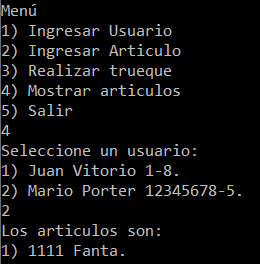 Menú
1) Ingresar Usuario
2) Ingresar Articulo
3) Realizar trueque
4) Mostrar articulos
5) Salir
4
Seleccione un usuario:
1) Juan Vitorio 1-8.
2) Mario Porter 12345678-5.
2
Los articulos son:
1) 1111 Fanta.